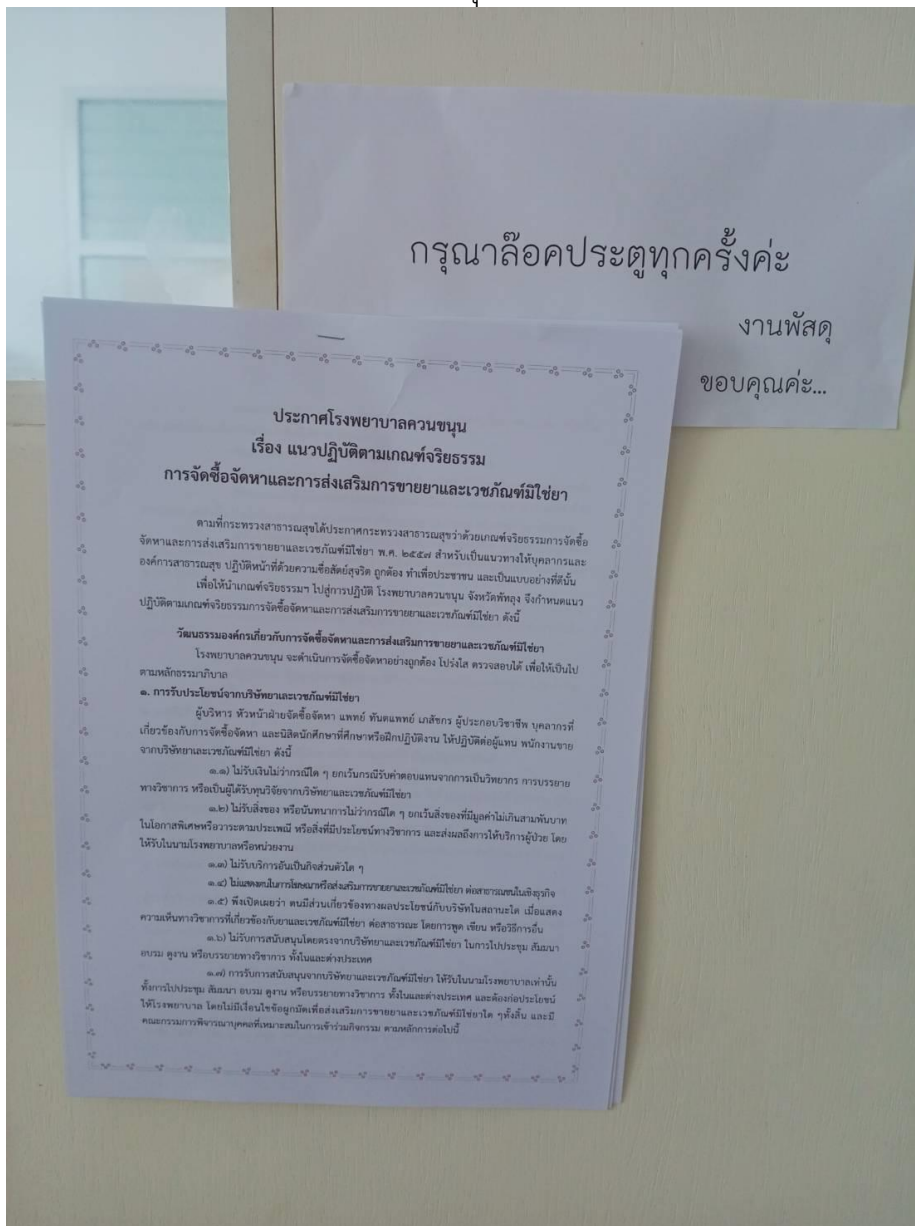 กรุณาล๊อคประตูทุกครั้งค่ะ
งานพัสดุ
ขอบคุณค่ะ...
ประกาศโรงพยาบาลควนขนุน
เรื่อง แนวปฏิบัติตามเกณฑ์จริยธรรม
การจัดซื้อจัดหาและการส่งเสริมการขายยาและเวชภัณฑ์มิใช่ยา
ตามที่กระทรวงสาธารณสุขได้ประกาศกระทรวงสาธารณสุขว่าด้วยเกณฑ์จริยธรรมการจัดซื้อ
จัดหาและการส่งเสริมการขายยาและเวชภัณฑ์มิใช่ยา พ.ศ. ๒๕๕๗ สำหรับเป็นแนวทางให้บุคลากรและ
องค์การสาธารณสุข ปฏิบัติหน้าที่ด้วยความซื่อสัตย์สุจริต ถูกต้อง ทำเพื่อประชาชน และเป็นแบบอย่างที่ดีนั้น
เพื่อให้นำเกณฑ์จริยธรรมฯ ไปสู่การปฏิบัติ โรงพยาบาลควนขนุน จังหวัดพัทลุง จึงกำหนดแนว
ปฏิบัติตามเกณฑ์จริยธรรมการจัดซื้อจัดหาและการส่งเสริมการขายยาและเวชภัณฑ์มิใช่ยา ดังนี้
วัฒนธรรมองค์กรเกี่ยวกับการจัดซื้อจัดหาและการส่งเสริมการขายยาและเวชภัณฑ์มิใช่ยา
โรงพยาบาลควนขนุน จะดำเนินการจัดซื้อจัดหาอย่างถูกต้อง โปร่งใส ตรวจสอบได้ เพื่อให้เป็นไป
ตามหลักธรรมาภิบาล
๑. การรับประโยชน์จากบริษัทยาและเวชภัณฑ์มิใช่ยา
ผู้บริหาร หัวหน้าฝ่ายจัดซื้อจัดหา แพทย์ ทันตแพทย์ เภสัชกร ผู้ประกอบวิชาชีพ บุคลากรที่
เกี่ยวข้องกับการจัดซื้อจัดหา และนิสิตนักศึกษาที่ศึกษาหรือฝึกปฏิบัติงาน ให้ปฏิบัติต่อผู้แทน พนักงานขาย
จากบริษัทยาและเวชภัณฑ์มิใช่ยา ดังนี้
๑.๑) ไม่รับเงินไม่ว่ากรณีใด ๆ ยกเว้นกรณีรับค่าตอบแทนจากการเป็นวิทยากร การบรรยาย
ทางวิชาการ หรือเป็นผู้ได้รับทุนวิจัยจากบริษัทยาและเวชภัณฑ์มิใช่ยา
๑.๒) ไม่รับสิ่งของ หรือนันทนาการไม่ว่ากรณีใด ๆ ยกเว้นสิ่งของที่มีมูลค่าไม่เกินสามพันบาท
ในโอกาสพิเศษหรือวาระตามประเพณี หรือสิ่งที่มีประโยชน์ทางวิชาการ และส่งผลถึงการให้บริการผู้ป่วย โดย
ให้รับในนามโรงพยาบาลหรือหน่วยงาน
๑.๓) ไม่รับบริการอันเป็นกิจส่วนตัวใด ๆ
๑.๔) ไม่แสดงตนในการโฆษณาหรือส่งเสริมการขายยาและเวชภัณฑ์มิใช่ยา ต่อสาธารณชนในเชิงธุรกิจ
๑.๕) พึงเปิดเผยว่า ตนมีส่วนเกี่ยวข้องทางผลประโยชน์กับบริษัทในสถานะใด เมื่อแสดง
ความเห็นทางวิชาการที่เกี่ยวข้องกับยาและเวชภัณฑ์มิใช่ยา ต่อสาธารณะ โดยการพูด เขียน หรือวิธีการอื่น
๑.๖) ไม่รับการสนับสนุนโดยตรงจากบริษัทยาและเวชภัณฑ์มิใช่ยา ในการไปประชุม สัมมนา
อบรม ดูงาน หรือบรรยายทางวิชาการ ทั้งในและต่างประเทศ
๑.๗) การรับการสนับสนุนจากบริษัทยาและเวชภัณฑ์มิใช่ยา ให้รับในนามโรงพยาบาลเท่านั้น
ทั้งการไปประชุม สัมมนา อบรม ดูงาน หรือบรรยายทางวิชาการ ทั้งในและต่างประเทศ และต้องก่อประโยชน์
ให้โรงพยาบาล โดยไม่มีเงื่อนไขข้อผูกมัดเพื่อส่งเสริมการขายยาและเวชภัณฑ์มิใช่ยาใด ๆทั้งสิ้น และมี
คณะกรรมการพิจารณาบุคคลที่เหมาะสมในการเข้าร่วมกิจกรรม ตามหลักการต่อไปนี้